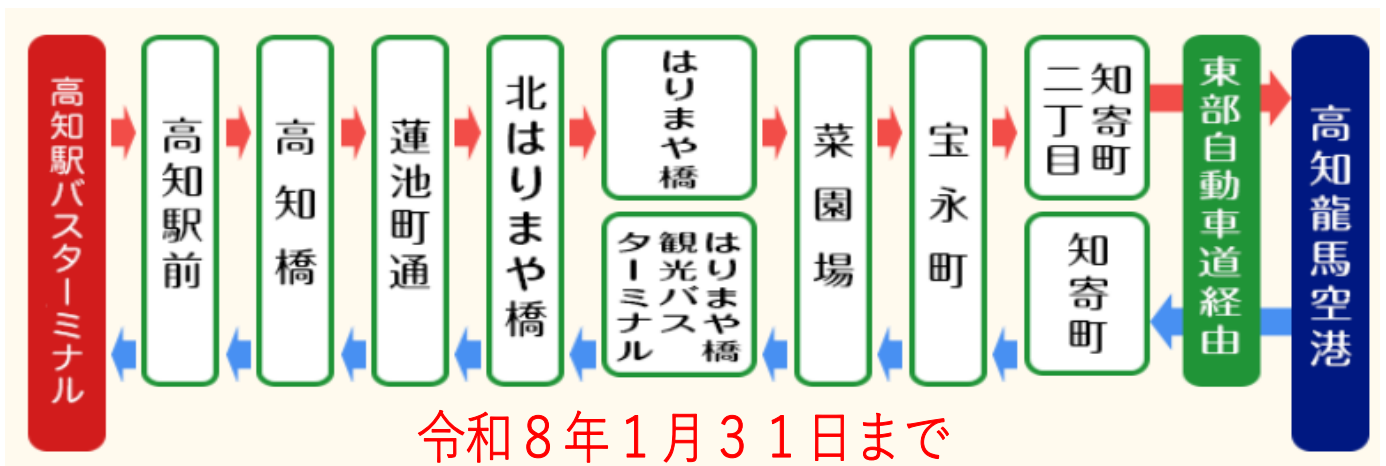 高知駅バスターミナル
高知駅前
高知橋
蓮池町通
北はりまや橋
はりまや橋
はりまや橋
観光バス
ターミナル
菜園場
宝永町
知寄町
二丁目
知寄町
東部自動車道経由
高知龍馬空港
令和８年１月３１日まで